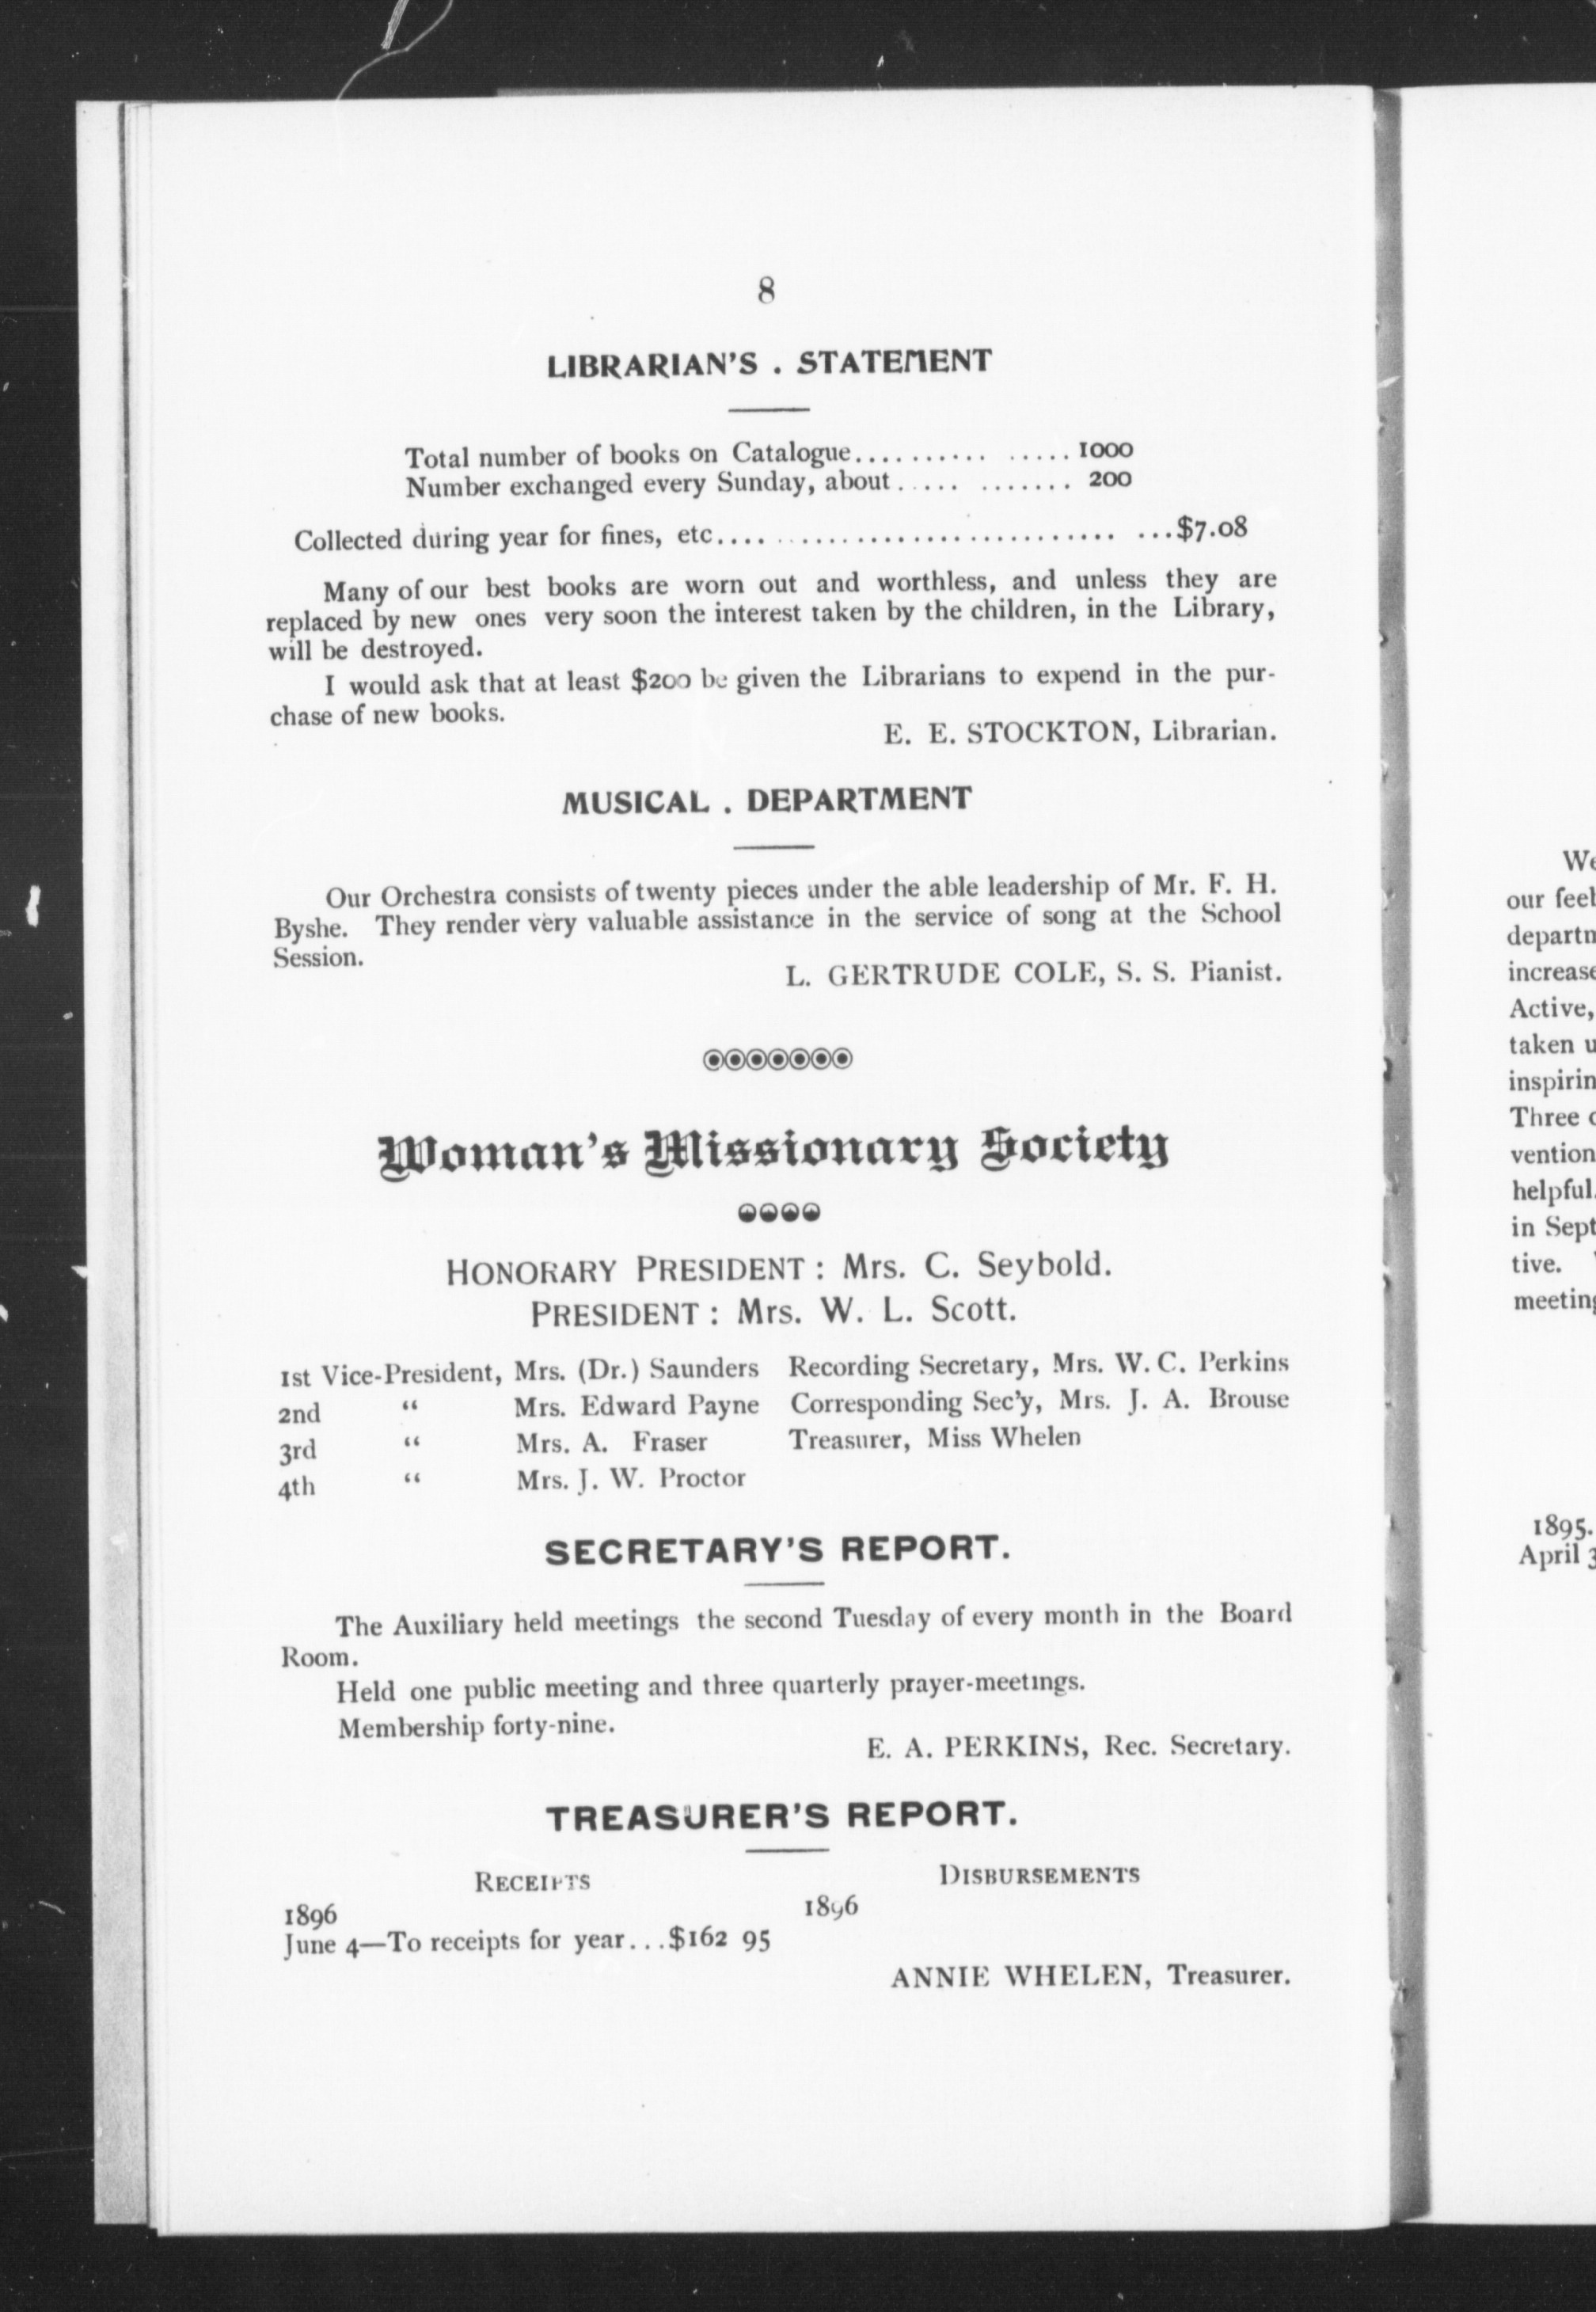 8
LIBRARIAN'S . STATEMENT
Total number of books on Catalogue.......... ..... 1000
Number exchanged every Sunday, about ..... ....... 200
Collected during year for fines, etc.... ............................ ...$7.08
Many of our best books are worn out and worthless, and unless they are
replaced by new ones very soon the interest taken by the children, in the Library,
will be destroyed.
I would ask that at least $200 be given the Librarians to expend in the pur-
chase of new books.
E. E. STOCKTON, Librarian.
MUSICAL . DEPARTMENT
Our Orchestra consists of twenty pieces under the able leadership of Mr. F. H.
Byshe. They render very valuable assistance in the service of song at the School
Session.
L. GERTRUDE COLE, S. S. Pianist.
Woman's Missionary Society
HONORARY PRESIDENT : Mrs. C. Seybold.
PRESIDENT : Mrs. W. L. Scott.
1st Vice-President, Mrs. (Dr.) Saunders Recording Secretary, Mrs. W. C. Perkins
2nd " Mrs. Edward Payne Corresponding Sec'y, Mrs. J. A. Brouse
3rd " Mrs. A. Fraser Treasurer, Miss Whelen
4th " Mrs. J. W. Proctor
SECRETARY'S REPORT.
The Auxiliary held meetings the second Tuesday of every month in the Board
Room.
Held one public meeting and three quarterly prayer-meetings.
Membership forty-nine.
E. A. PERKINS, Rec. Secretary.
TREASURER'S REPORT.
RECEIPTS DISBURSEMENTS
1896 1896
June 4—To receipts for year...$162 95
ANNIE WHELEN, Treasurer.
We
our feel
departm
increase
Active,
taken u
inspirin
Three
vention
helpful.
in Sept
tive.
meeting
1895.
April 3